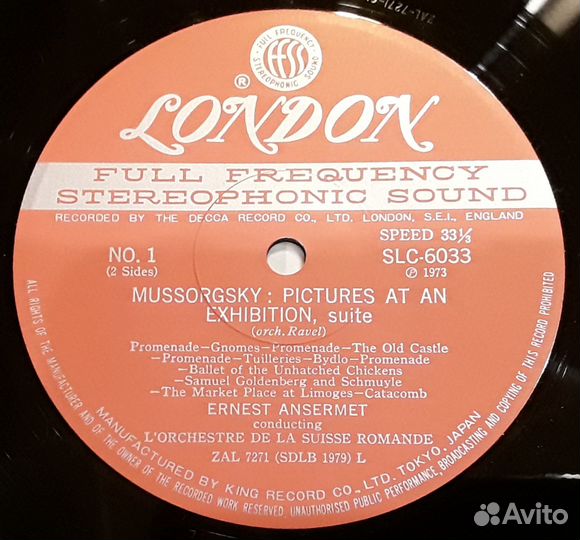 ZAL-7271-
FULL FREQUENCY
ffss
STEREOPHONIC SOUND
®
LONDON
FULL FREQUENCY
STEREOPHONIC SOUND
RECORDED BY THE DECCA RECORD CO., LTD. LONDON, S.E.I., ENGLAND
SPEED 33⅓
NO. 1
SLC-6033
(2 Sides)
Ⓟ 1973
MUSSORGSKY: PICTURES AT AN
EXHIBITION, suite
(orch. Ravel)
Promenade—Gnomes—Promenade—The Old Castle
—Promenade—Tuilleries—Bydlo—Promenade
—Ballet of the Unhatched Chickens
—Samuel Goldenberg and Schmuyle
—The Market Place at Limoges—Catacomb
ERNEST ANSERMET
conducting
L'ORCHESTRE DE LA SUISSE ROMANDE
ZAL 7271 (SDLB 1979) L
MANUFACTURED BY KING RECORD CO., LTD. TOKYO, JAPAN
ALL RIGHTS OF THE MANUFACTURER AND OF THE OWNER OF THE RECORDED WORK RESERVED. UNAUTHORISED PUBLIC PERFORMANCE, BROADCASTING AND COPYING OF THIS RECORD PROHIBITED
Avito